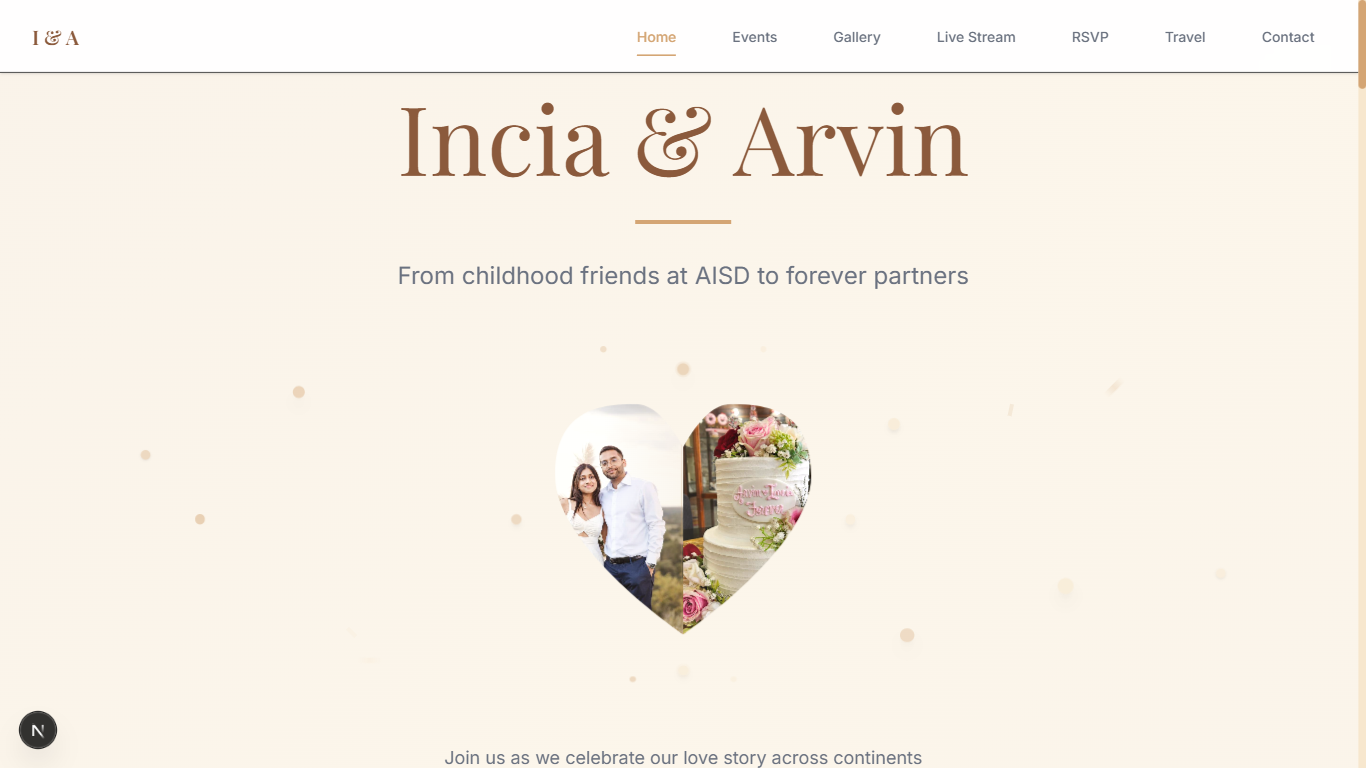 I & A
Home Events Gallery Live Stream RSVP Travel Contact
Incia & Arvin
From childhood friends at AISD to forever partners
N
Join us as we celebrate our love story across continents